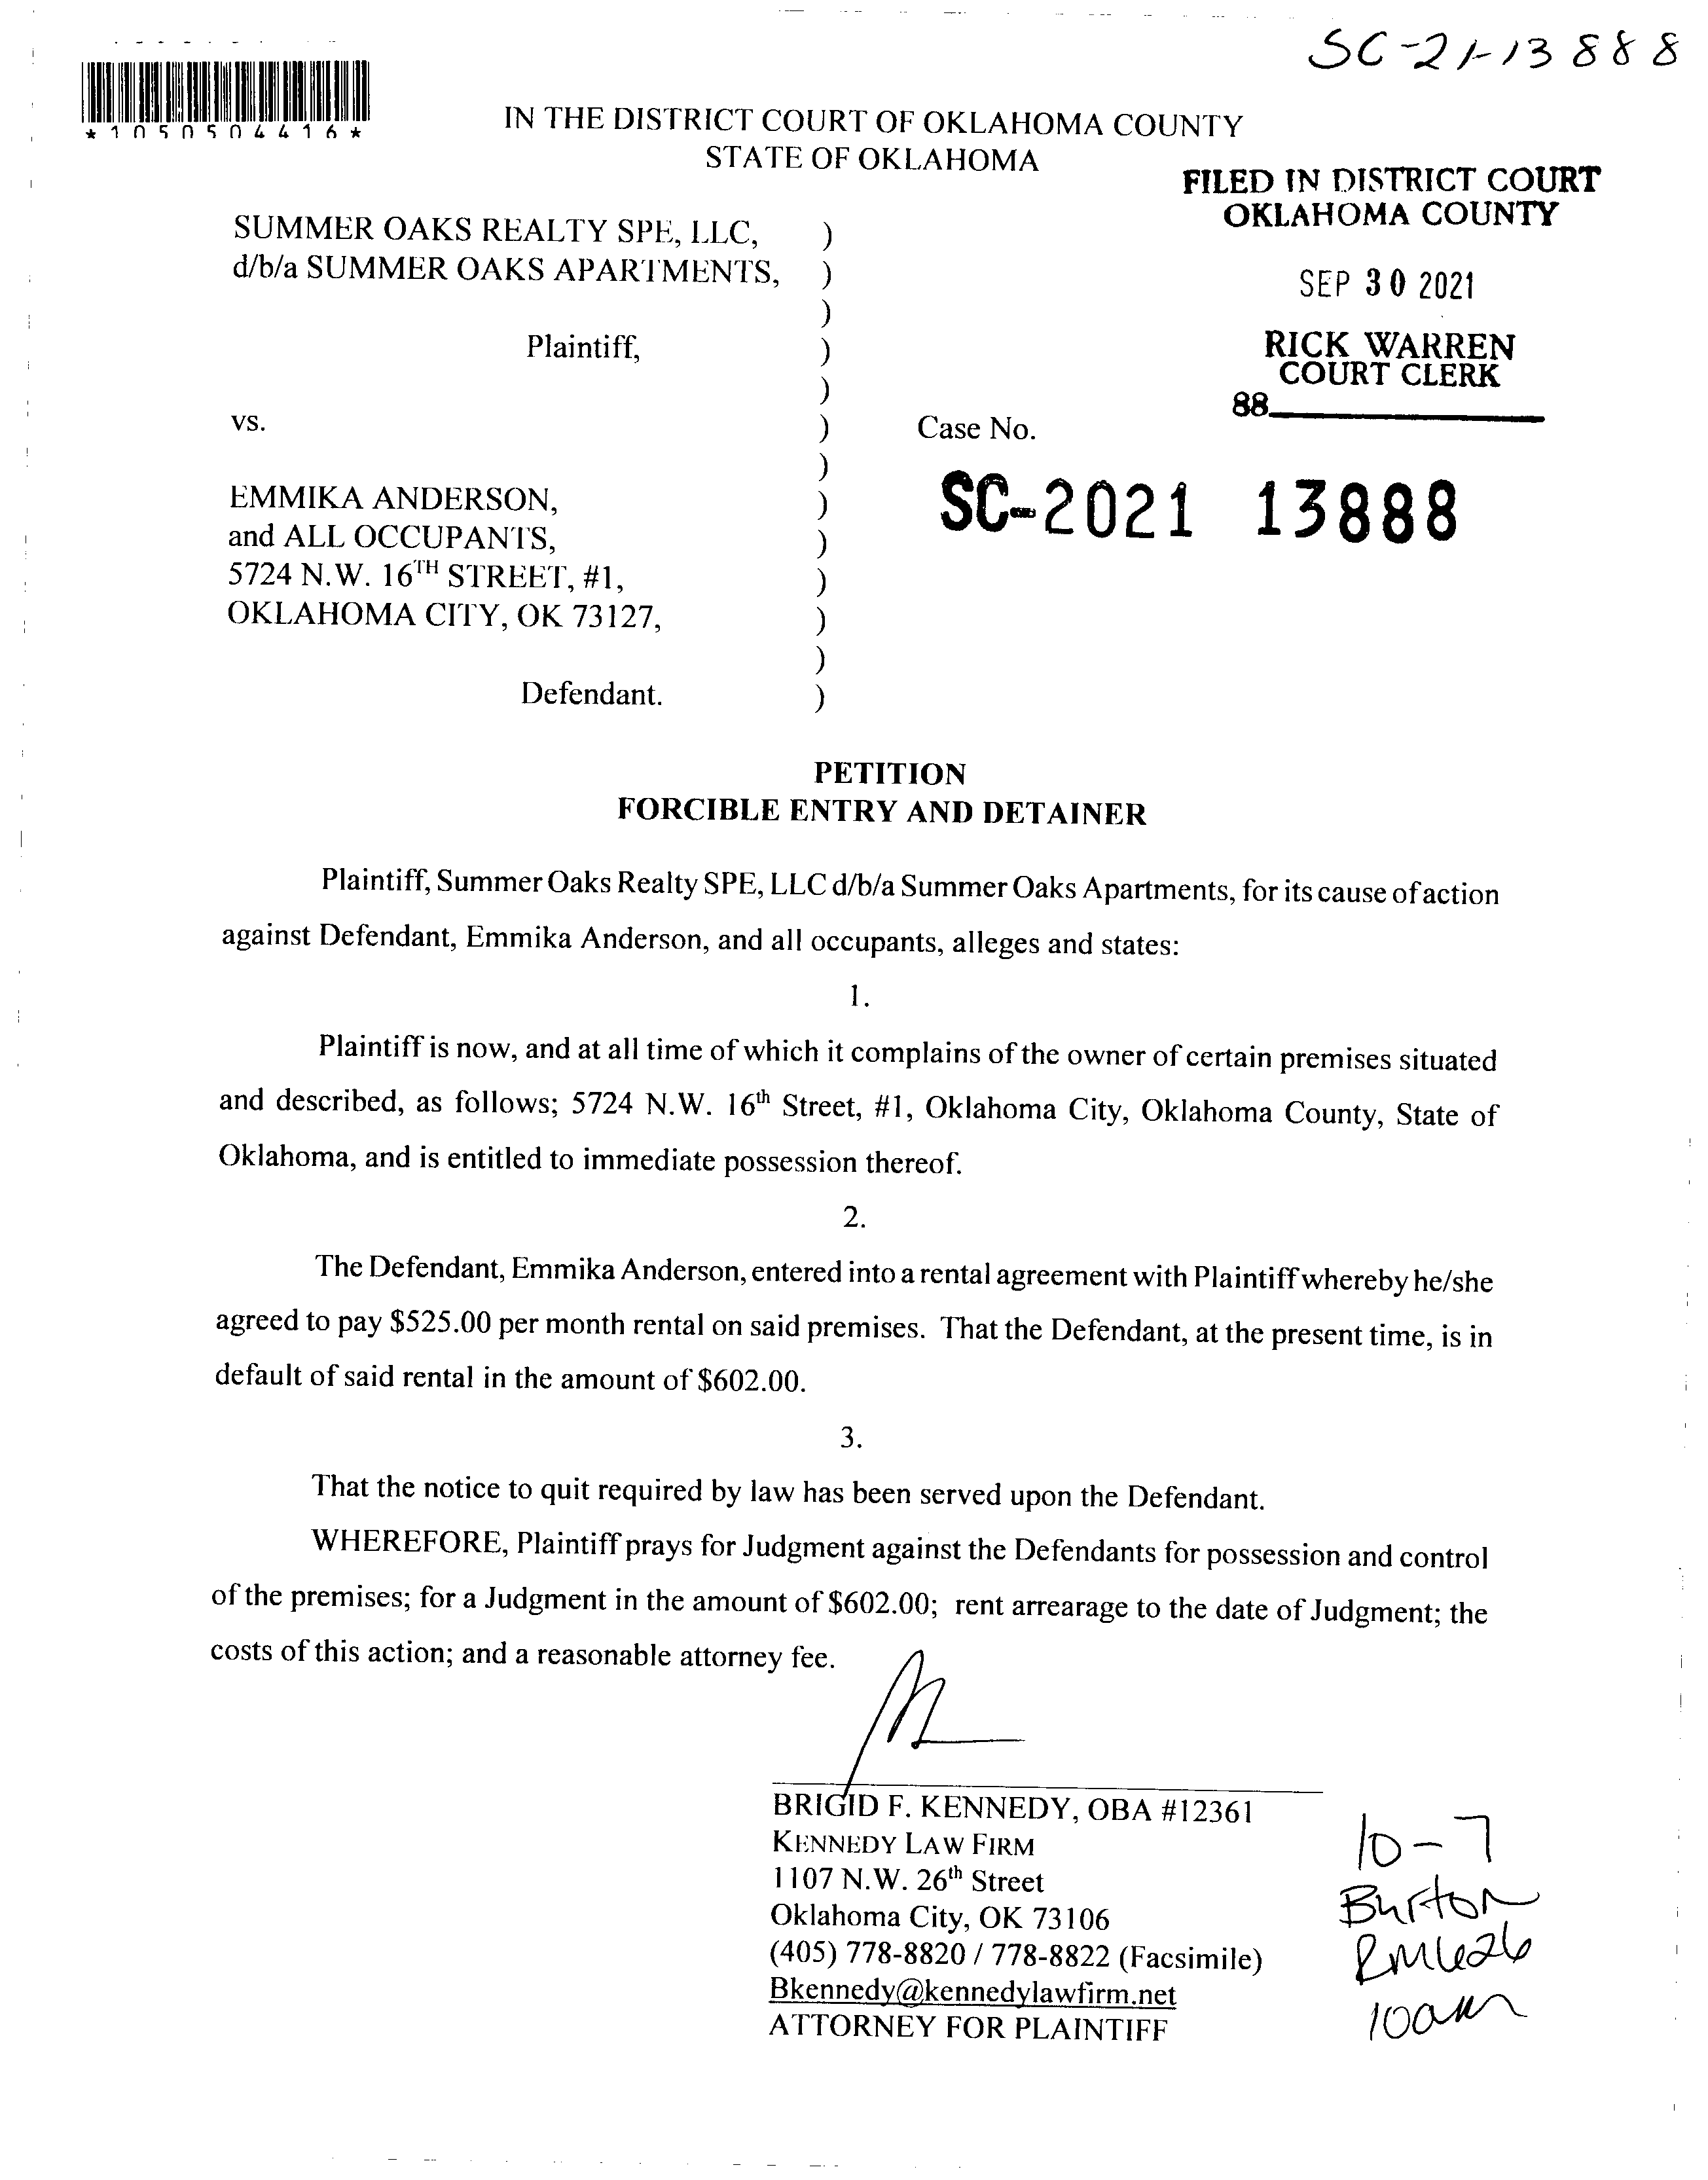 SC-21-13888
*1050504416*
IN THE DISTRICT COURT OF OKLAHOMA COUNTY
STATE OF OKLAHOMA
FILED IN DISTRICT COURT
OKLAHOMA COUNTY
SEP 30 2021
RICK WARREN
COURT CLERK
88
SUMMER OAKS REALTY SPE, LLC, )
d/b/a SUMMER OAKS APARTMENTS, )
)
Plaintiff, )
)
vs. ) Case No.
)
SC-2021 13888
EMMIKA ANDERSON, )
and ALL OCCUPANTS, )
5724 N.W. 16TH STREET, #1, )
OKLAHOMA CITY, OK 73127, )
)
Defendant. )
PETITION
FORCIBLE ENTRY AND DETAINER
Plaintiff, Summer Oaks Realty SPE, LLC d/b/a Summer Oaks Apartments, for its cause of action
against Defendant, Emmika Anderson, and all occupants, alleges and states:
1.
Plaintiff is now, and at all time of which it complains of the owner of certain premises situated
and described, as follows; 5724 N.W. 16th Street, #1, Oklahoma City, Oklahoma County, State of
Oklahoma, and is entitled to immediate possession thereof.
2.
The Defendant, Emmika Anderson, entered into a rental agreement with Plaintiff whereby he/she
agreed to pay $525.00 per month rental on said premises. That the Defendant, at the present time, is in
default of said rental in the amount of $602.00.
3.
That the notice to quit required by law has been served upon the Defendant.
WHEREFORE, Plaintiff prays for Judgment against the Defendants for possession and control
of the premises; for a Judgment in the amount of $602.00; rent arrearage to the date of Judgment; the
costs of this action; and a reasonable attorney fee.
BRIGID F. KENNEDY, OBA #12361
KENNEDY LAW FIRM
1107 N.W. 26th Street
Oklahoma City, OK 73106
(405) 778-8820 / 778-8822 (Facsimile)
Bkennedy@kennedylawfirm.net
ATTORNEY FOR PLAINTIFF
10-7
Burton
RM626
10am